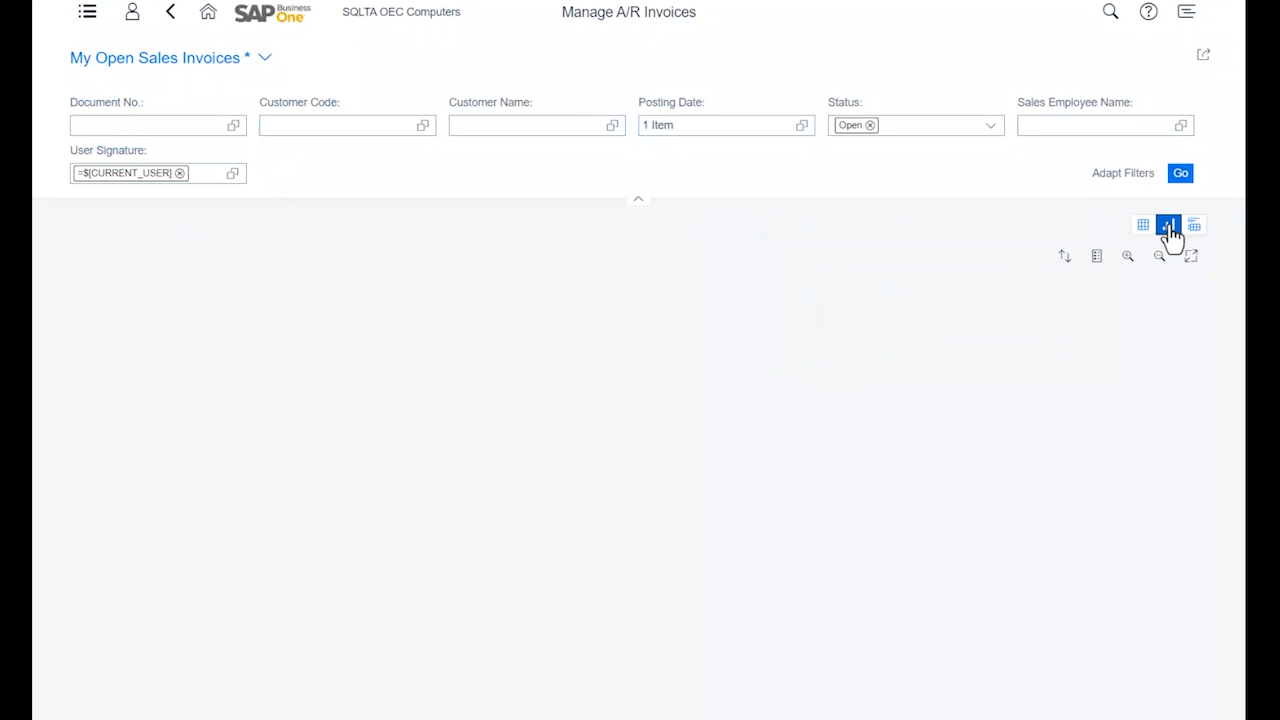 SAP Business One SQLTA OEC Computers Manage A/R Invoices
My Open Sales Invoices *
Document No.: Customer Code: Customer Name: Posting Date: Status: Sales Employee Name:
1 Item Open
User Signature:
=$[CURRENT_USER] Adapt Filters Go